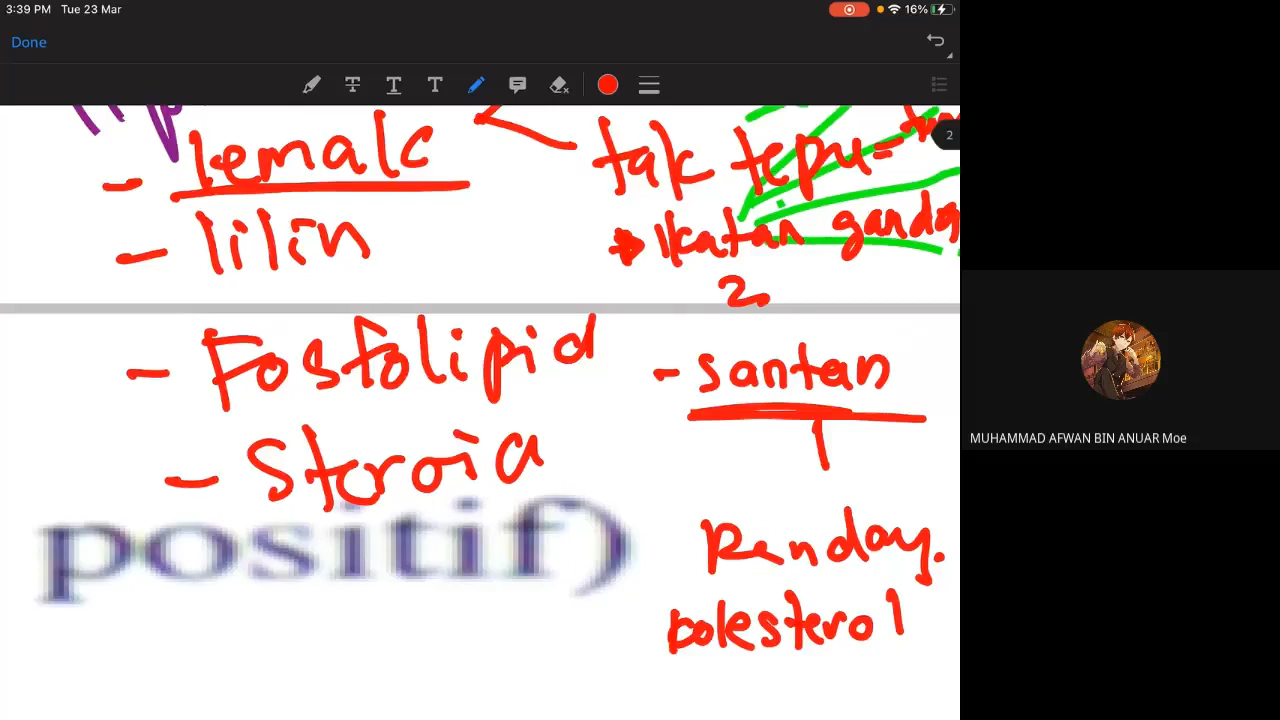 3:39 PM Tue 23 Mar
16%
Done
T T T
2
- lemak
tak tepu =
- lilin
Ikatan ganda
2
- Fosfolipid
- santan
- Steroid
positif)
Rendang.
kolesterol
MUHAMMAD AFWAN BIN ANUAR Moe